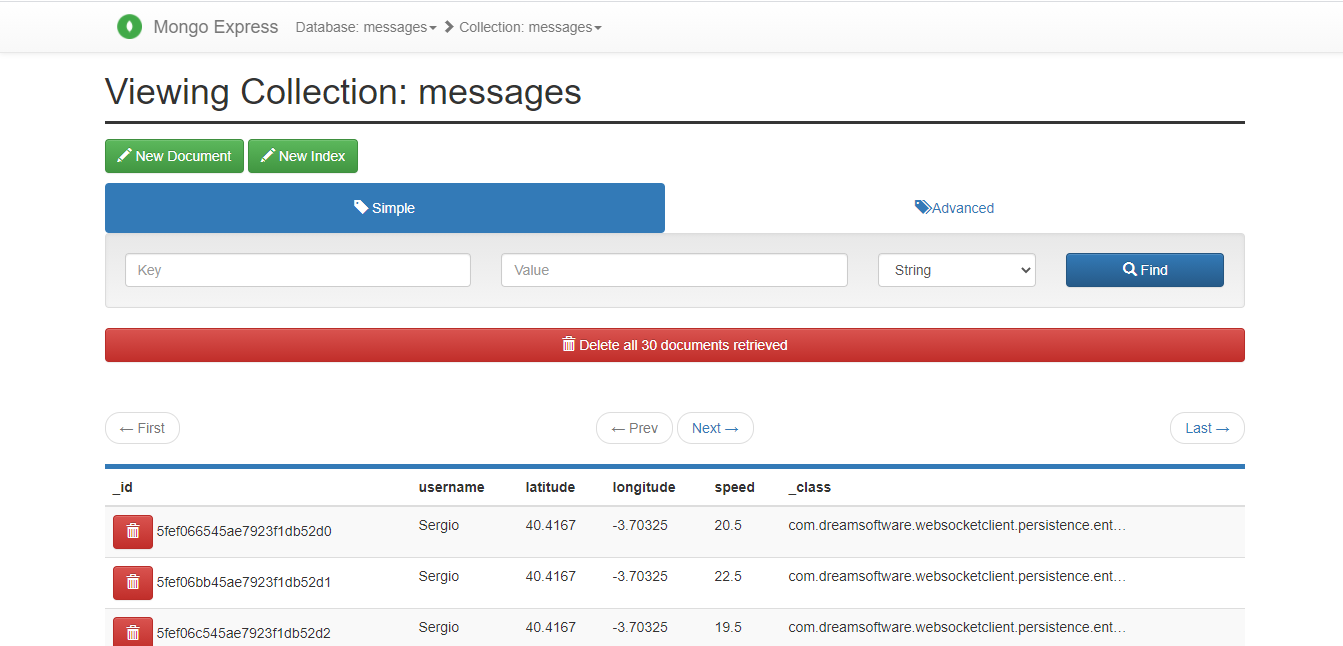 Mongo Express Database: messages Collection: messages
Viewing Collection: messages
New Document New Index
Simple Advanced
Key Value String Find
Delete all 30 documents retrieved
← First ← Prev Next → Last →
_id username latitude longitude speed _class
5fef066545ae7923f1db52d0 Sergio 40.4167 -3.70325 20.5 com.dreamsoftware.websocketclient.persistence.ent...
5fef06bb45ae7923f1db52d1 Sergio 40.4167 -3.70325 22.5 com.dreamsoftware.websocketclient.persistence.ent...
5fef06c545ae7923f1db52d2 Sergio 40.4167 -3.70325 19.5 com.dreamsoftware.websocketclient.persistence.ent...